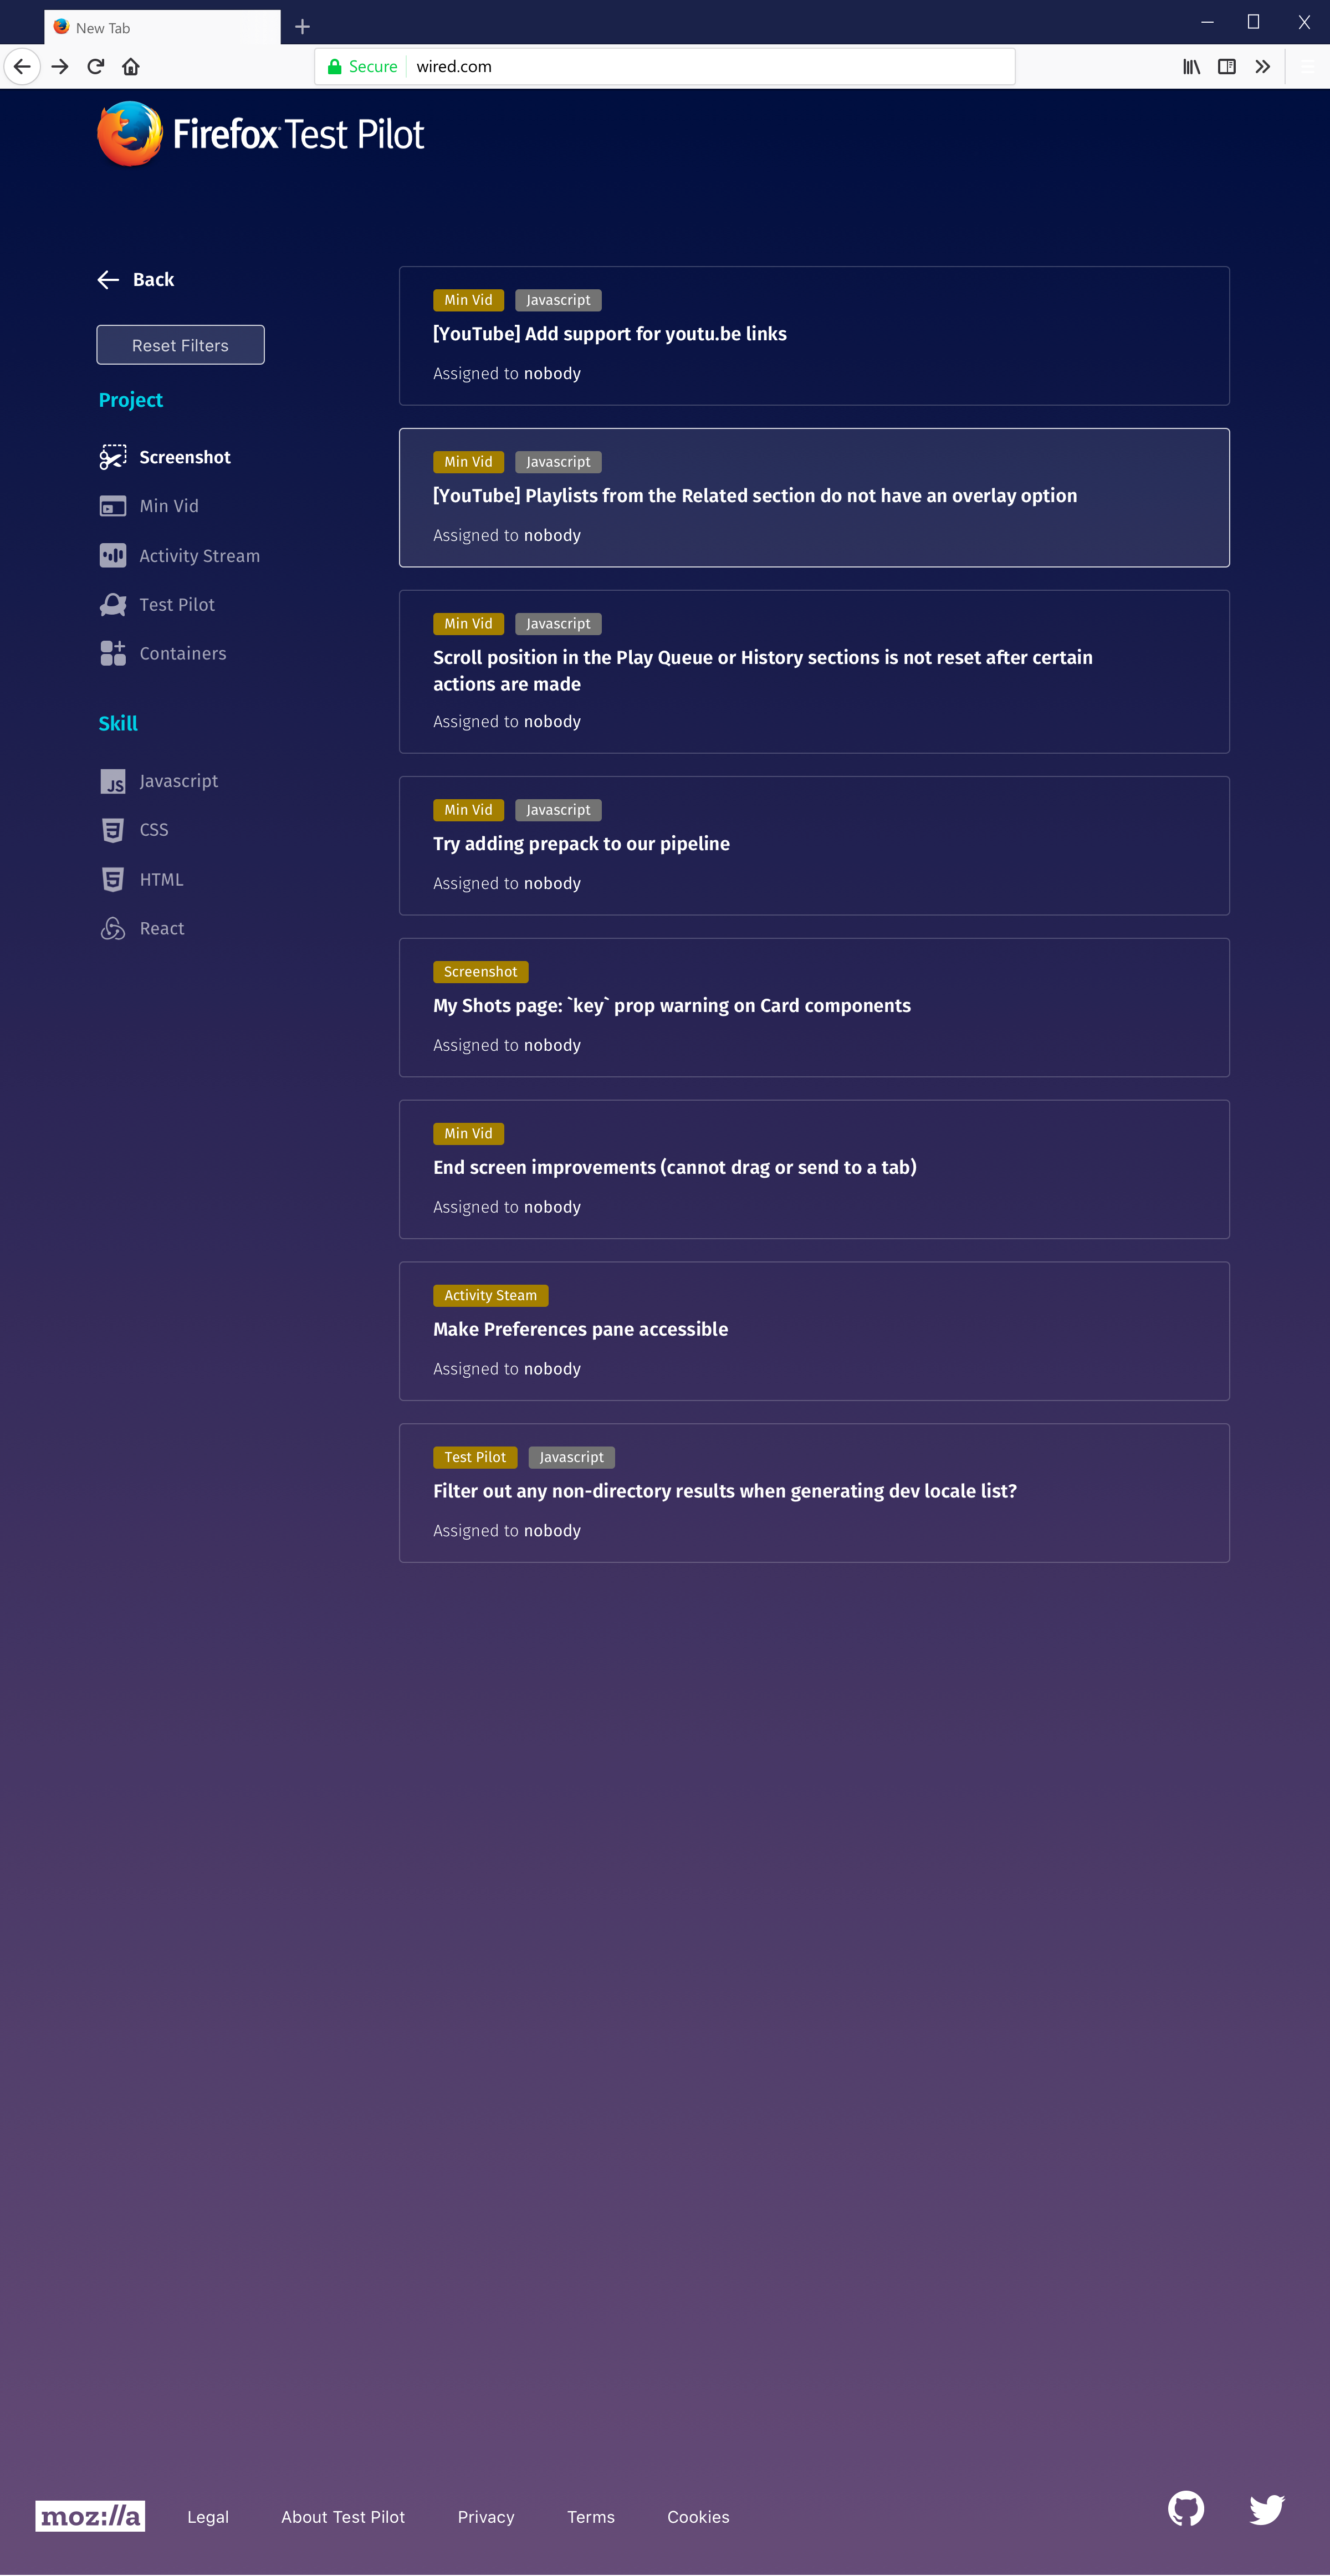 New Tab
Secure wired.com
Firefox Test Pilot
Back
Reset Filters
Project
Screenshot
Min Vid
Activity Stream
Test Pilot
Containers
Skill
JS Javascript
CSS
HTML
React
Min Vid Javascript
[YouTube] Add support for youtu.be links
Assigned to nobody
Min Vid Javascript
[YouTube] Playlists from the Related section do not have an overlay option
Assigned to nobody
Min Vid Javascript
Scroll position in the Play Queue or History sections is not reset after certain
actions are made
Assigned to nobody
Min Vid Javascript
Try adding prepack to our pipeline
Assigned to nobody
Screenshot
My Shots page: `key` prop warning on Card components
Assigned to nobody
Min Vid
End screen improvements (cannot drag or send to a tab)
Assigned to nobody
Activity Steam
Make Preferences pane accessible
Assigned to nobody
Test Pilot Javascript
Filter out any non-directory results when generating dev locale list?
Assigned to nobody
moz://a Legal About Test Pilot Privacy Terms Cookies